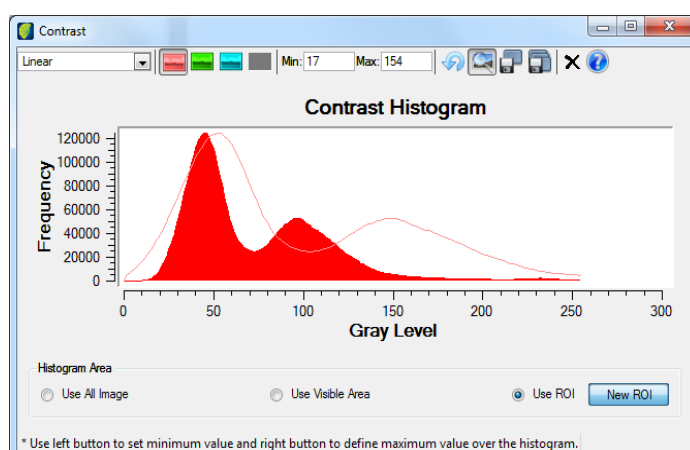 Contrast
Linear Min: 17 Max: 154
Contrast Histogram
Frequency
120000
100000
80000
60000
40000
20000
0
0 50 100 150 200 250 300
Gray Level
Histogram Area
Use All Image Use Visible Area Use ROI New ROI
* Use left button to set minimum value and right button to define maximum value over the histogram.